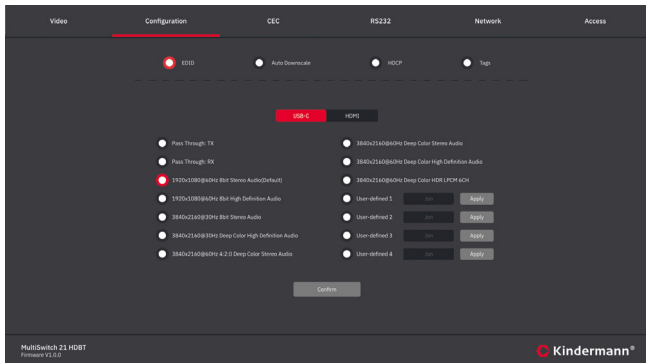 Video Configuration CEC RS232 Network Access
EDID Auto Downscale HDCP Tags
USB-C HDMI
Pass Through: TX
Pass Through: RX
1920x1080@60Hz 8bit Stereo Audio(Default)
1920x1080@60Hz 8bit High Definition Audio
3840x2160@30Hz 8bit Stereo Audio
3840x2160@30Hz Deep Color High Definition Audio
3840x2160@60Hz 4:2:0 Deep Color Stereo Audio
3840x2160@60Hz Deep Color Stereo Audio
3840x2160@60Hz Deep Color High Definition Audio
3840x2160@60Hz Deep Color HDR LPCM 6CH
User-defined 1 Apply
User-defined 2 Apply
User-defined 3 Apply
User-defined 4 Apply
Confirm
MultiSwitch 21 HDBT
Firmware V1.0.0
Kindermann®